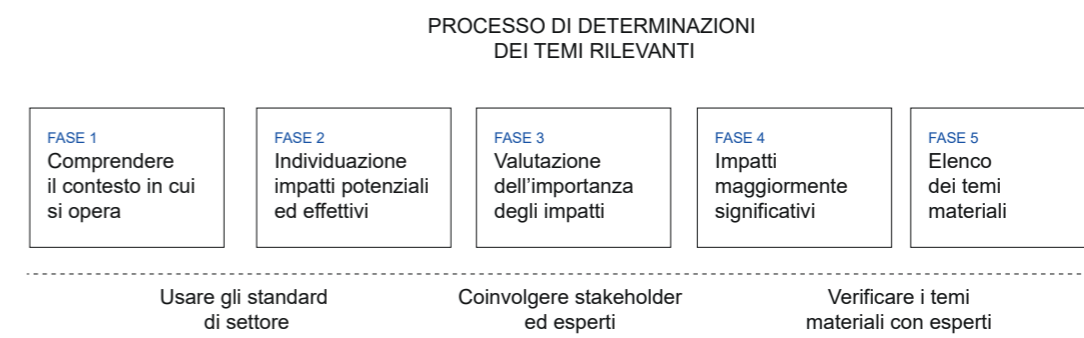 PROCESSO DI DETERMINAZIONI
DEI TEMI RILEVANTI
FASE 1
Comprendere
il contesto in cui
si opera
FASE 2
Individuazione
impatti potenziali
ed effettivi
FASE 3
Valutazione
dell’importanza
degli impatti
FASE 4
Impatti
maggiormente
significativi
FASE 5
Elenco
dei temi
materiali
Usare gli standard
di settore
Coinvolgere stakeholder
ed esperti
Verificare i temi
materiali con esperti